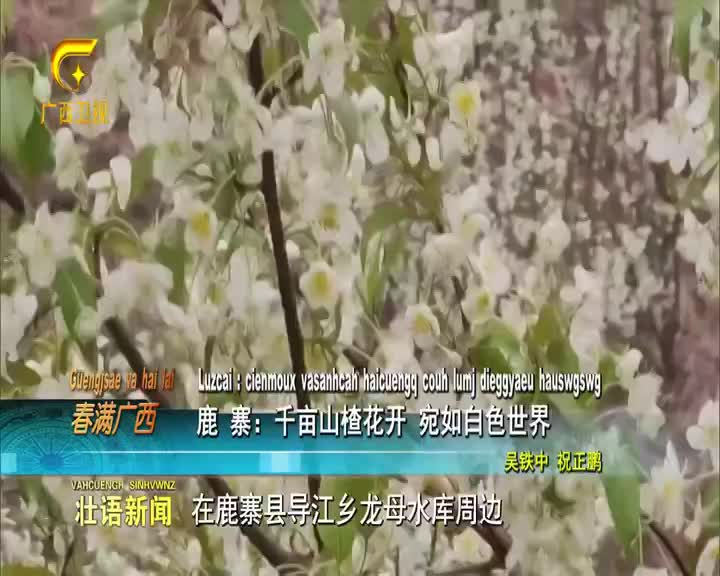 广西卫视
Guengjsae va hai lai
Luzcai : cienmoux vasanhcah haicuengq couh lumj dieggyaeu hauswgswg
春满广西
鹿 寨：千亩山楂花开 宛如白色世界
吴铁中 祝正鹏
VAHCUENGH SINHVWNZ
壮语新闻
在鹿寨县导江乡龙母水库周边